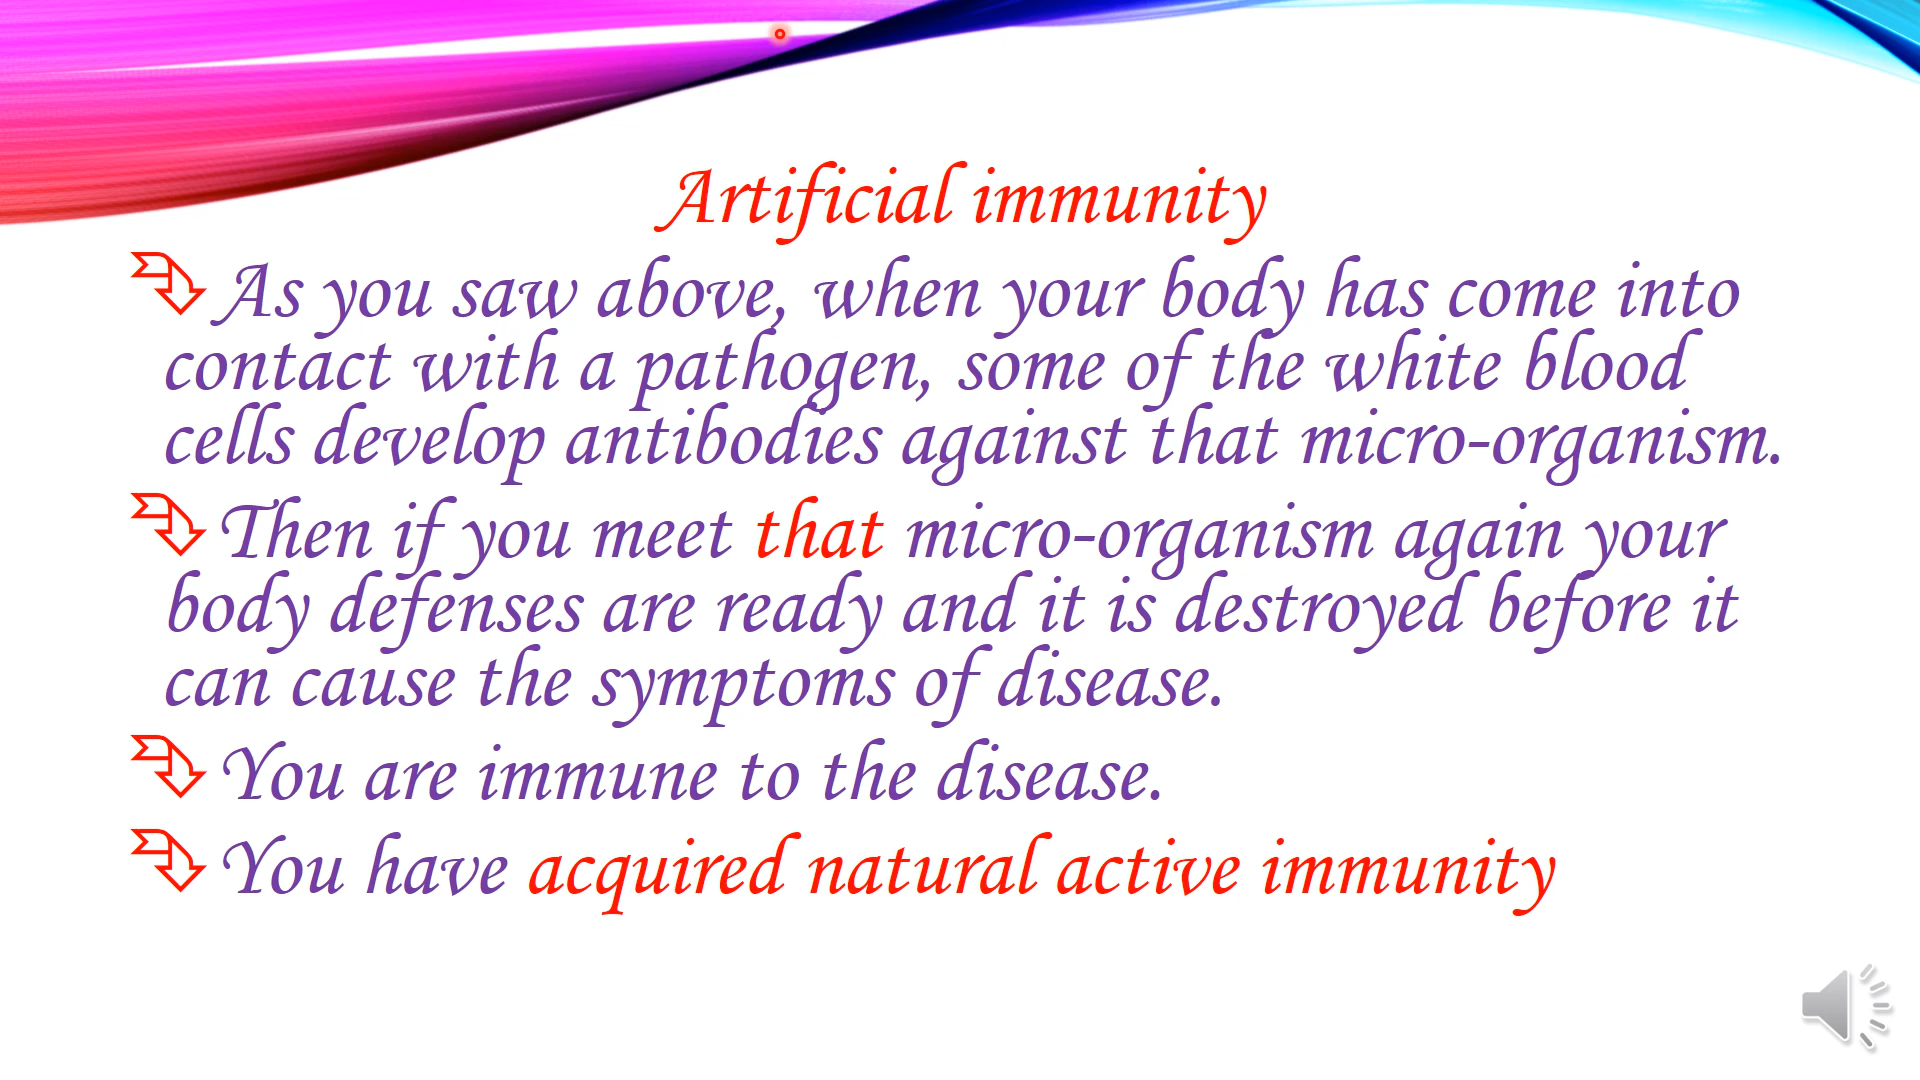 Artificial immunity
As you saw above, when your body has come into
contact with a pathogen, some of the white blood
cells develop antibodies against that micro-organism.
Then if you meet that micro-organism again your
body defenses are ready and it is destroyed before it
can cause the symptoms of disease.
You are immune to the disease.
You have acquired natural active immunity